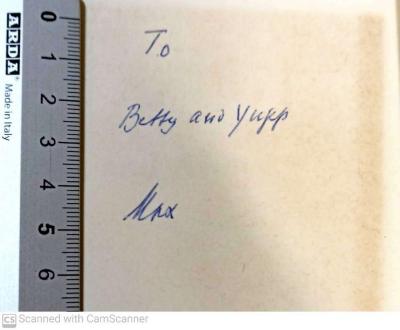 ARDA
Made in Italy
0
1
2
3
4
5
6
To
Betty and Yupp
Max
CS Scanned with CamScanner